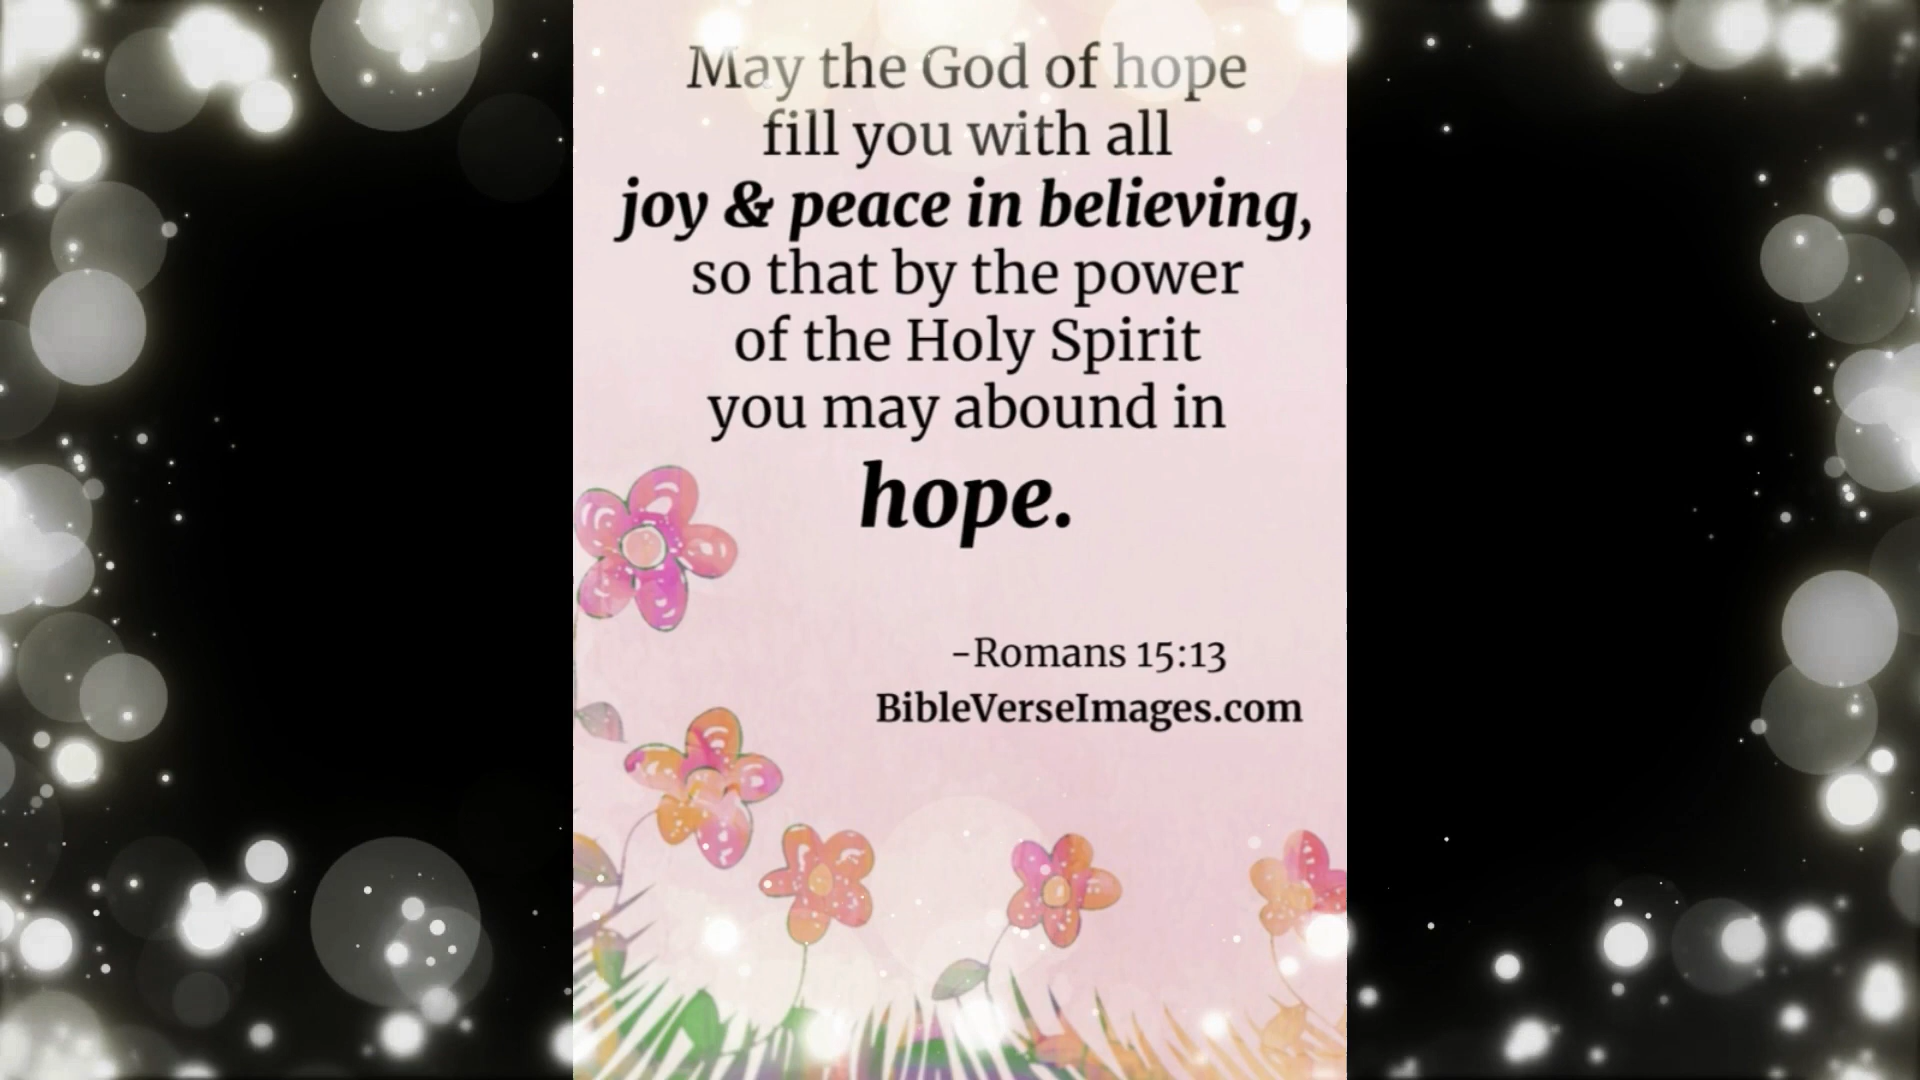 May the God of hope
fill you with all
joy & peace in believing,
so that by the power
of the Holy Spirit
you may abound in
hope.
-Romans 15:13
BibleVerseImages.com